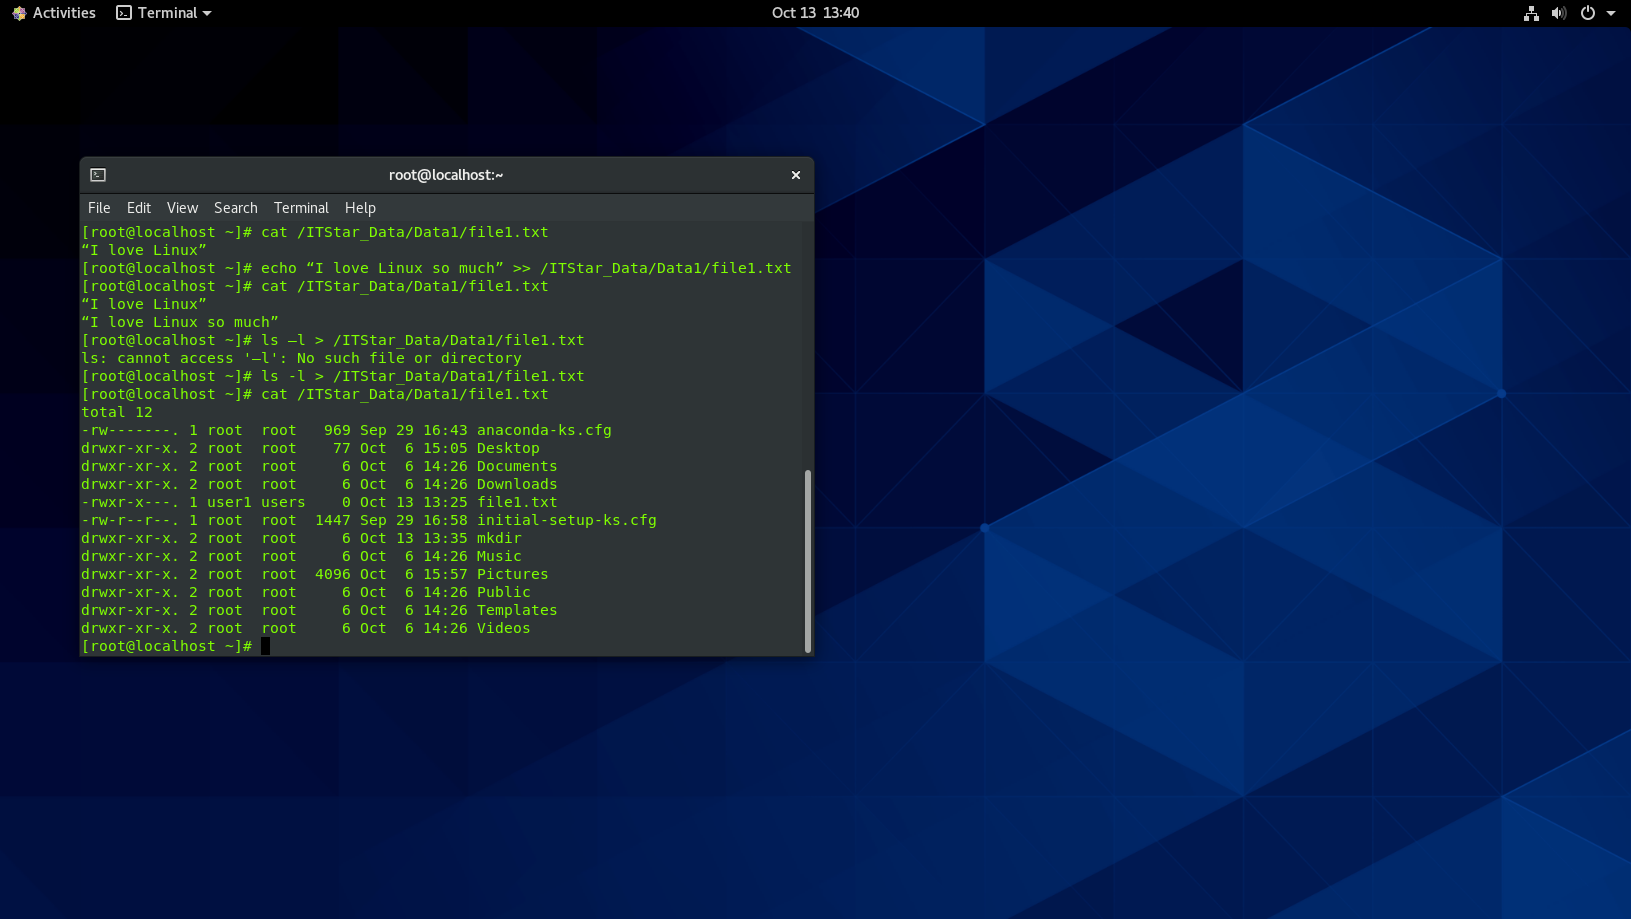 Activities Terminal Oct 13 13:40
root@localhost:~
File Edit View Search Terminal Help
[root@localhost ~]# cat /ITStar_Data/Data1/file1.txt
“I love Linux”
[root@localhost ~]# echo “I love Linux so much” >> /ITStar_Data/Data1/file1.txt
[root@localhost ~]# cat /ITStar_Data/Data1/file1.txt
“I love Linux”
“I love Linux so much”
[root@localhost ~]# ls –l > /ITStar_Data/Data1/file1.txt
ls: cannot access '–l': No such file or directory
[root@localhost ~]# ls -l > /ITStar_Data/Data1/file1.txt
[root@localhost ~]# cat /ITStar_Data/Data1/file1.txt
total 12
-rw-------. 1 root  root   969 Sep 29 16:43 anaconda-ks.cfg
drwxr-xr-x. 2 root  root    77 Oct  6 15:05 Desktop
drwxr-xr-x. 2 root  root     6 Oct  6 14:26 Documents
drwxr-xr-x. 2 root  root     6 Oct  6 14:26 Downloads
-rwxr-x---. 1 user1 users    0 Oct 13 13:25 file1.txt
-rw-r--r--. 1 root  root  1447 Sep 29 16:58 initial-setup-ks.cfg
drwxr-xr-x. 2 root  root     6 Oct 13 13:35 mkdir
drwxr-xr-x. 2 root  root     6 Oct  6 14:26 Music
drwxr-xr-x. 2 root  root  4096 Oct  6 15:57 Pictures
drwxr-xr-x. 2 root  root     6 Oct  6 14:26 Public
drwxr-xr-x. 2 root  root     6 Oct  6 14:26 Templates
drwxr-xr-x. 2 root  root     6 Oct  6 14:26 Videos
[root@localhost ~]#